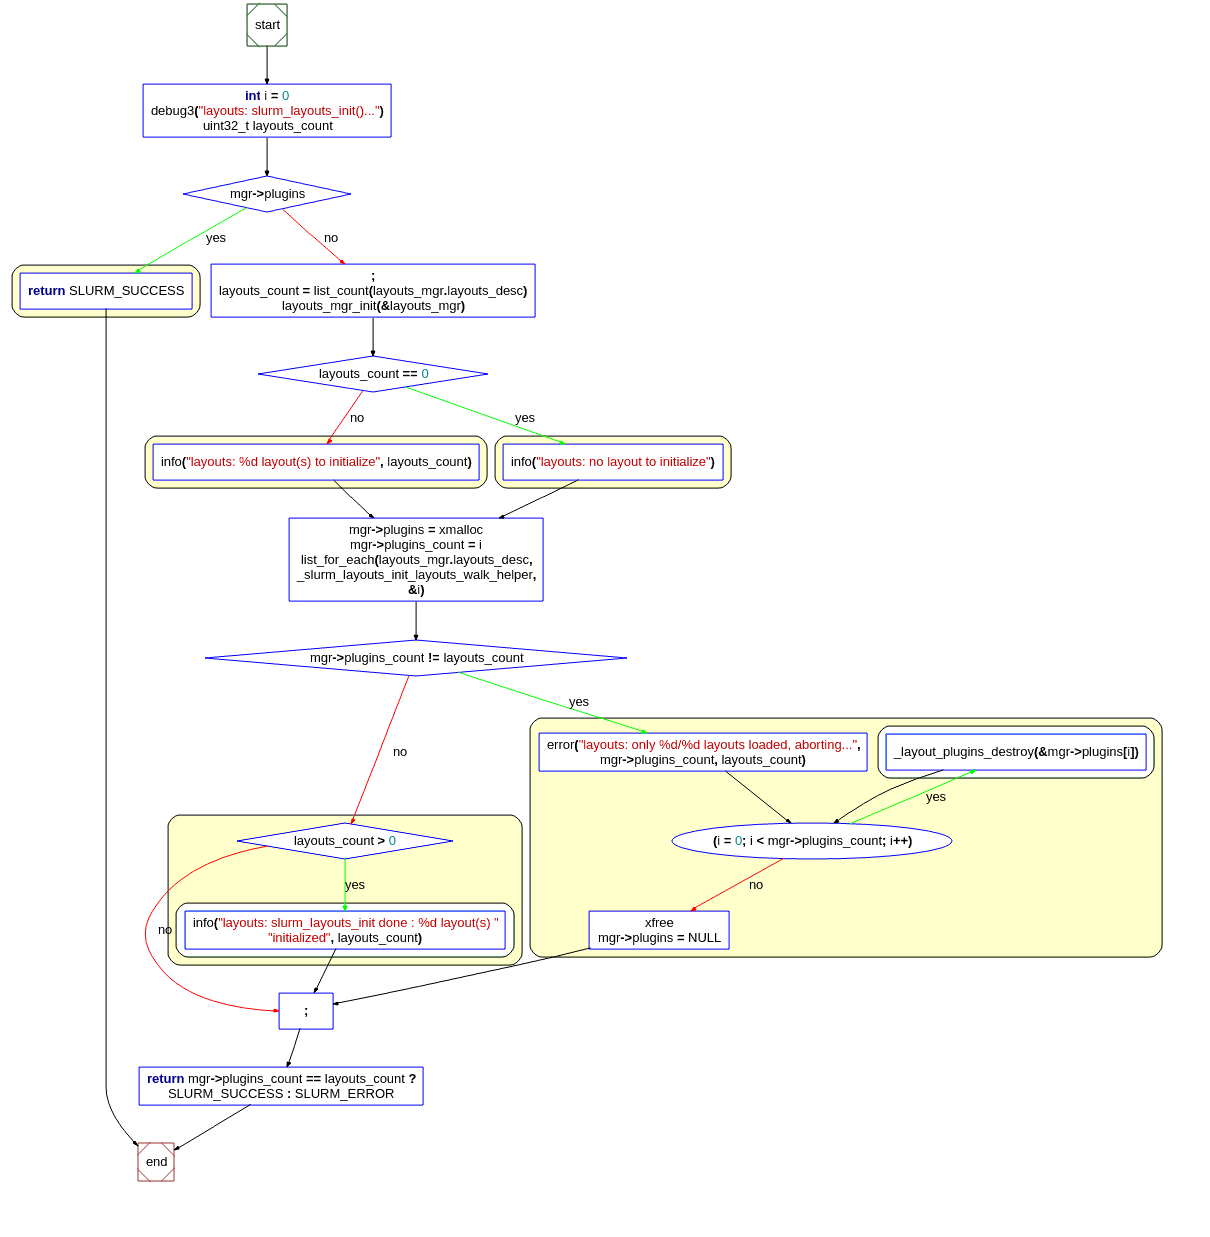 start
int i = 0
debug3("layouts: slurm_layouts_init()...")
uint32_t layouts_count
mgr->plugins
yes
no
return SLURM_SUCCESS
;
layouts_count = list_count(layouts_mgr.layouts_desc)
layouts_mgr_init(&layouts_mgr)
layouts_count == 0
no
yes
info("layouts: %d layout(s) to initialize", layouts_count)
info("layouts: no layout to initialize")
mgr->plugins = xmalloc
mgr->plugins_count = i
list_for_each(layouts_mgr.layouts_desc,
_slurm_layouts_init_layouts_walk_helper,
&i)
mgr->plugins_count != layouts_count
yes
no
error("layouts: only %d/%d layouts loaded, aborting...",
mgr->plugins_count, layouts_count)
_layout_plugins_destroy(&mgr->plugins[i])
yes
layouts_count > 0
(i = 0; i < mgr->plugins_count; i++)
yes
no
info("layouts: slurm_layouts_init done : %d layout(s) "
"initialized", layouts_count)
no
xfree
mgr->plugins = NULL
;
return mgr->plugins_count == layouts_count ?
SLURM_SUCCESS : SLURM_ERROR
end